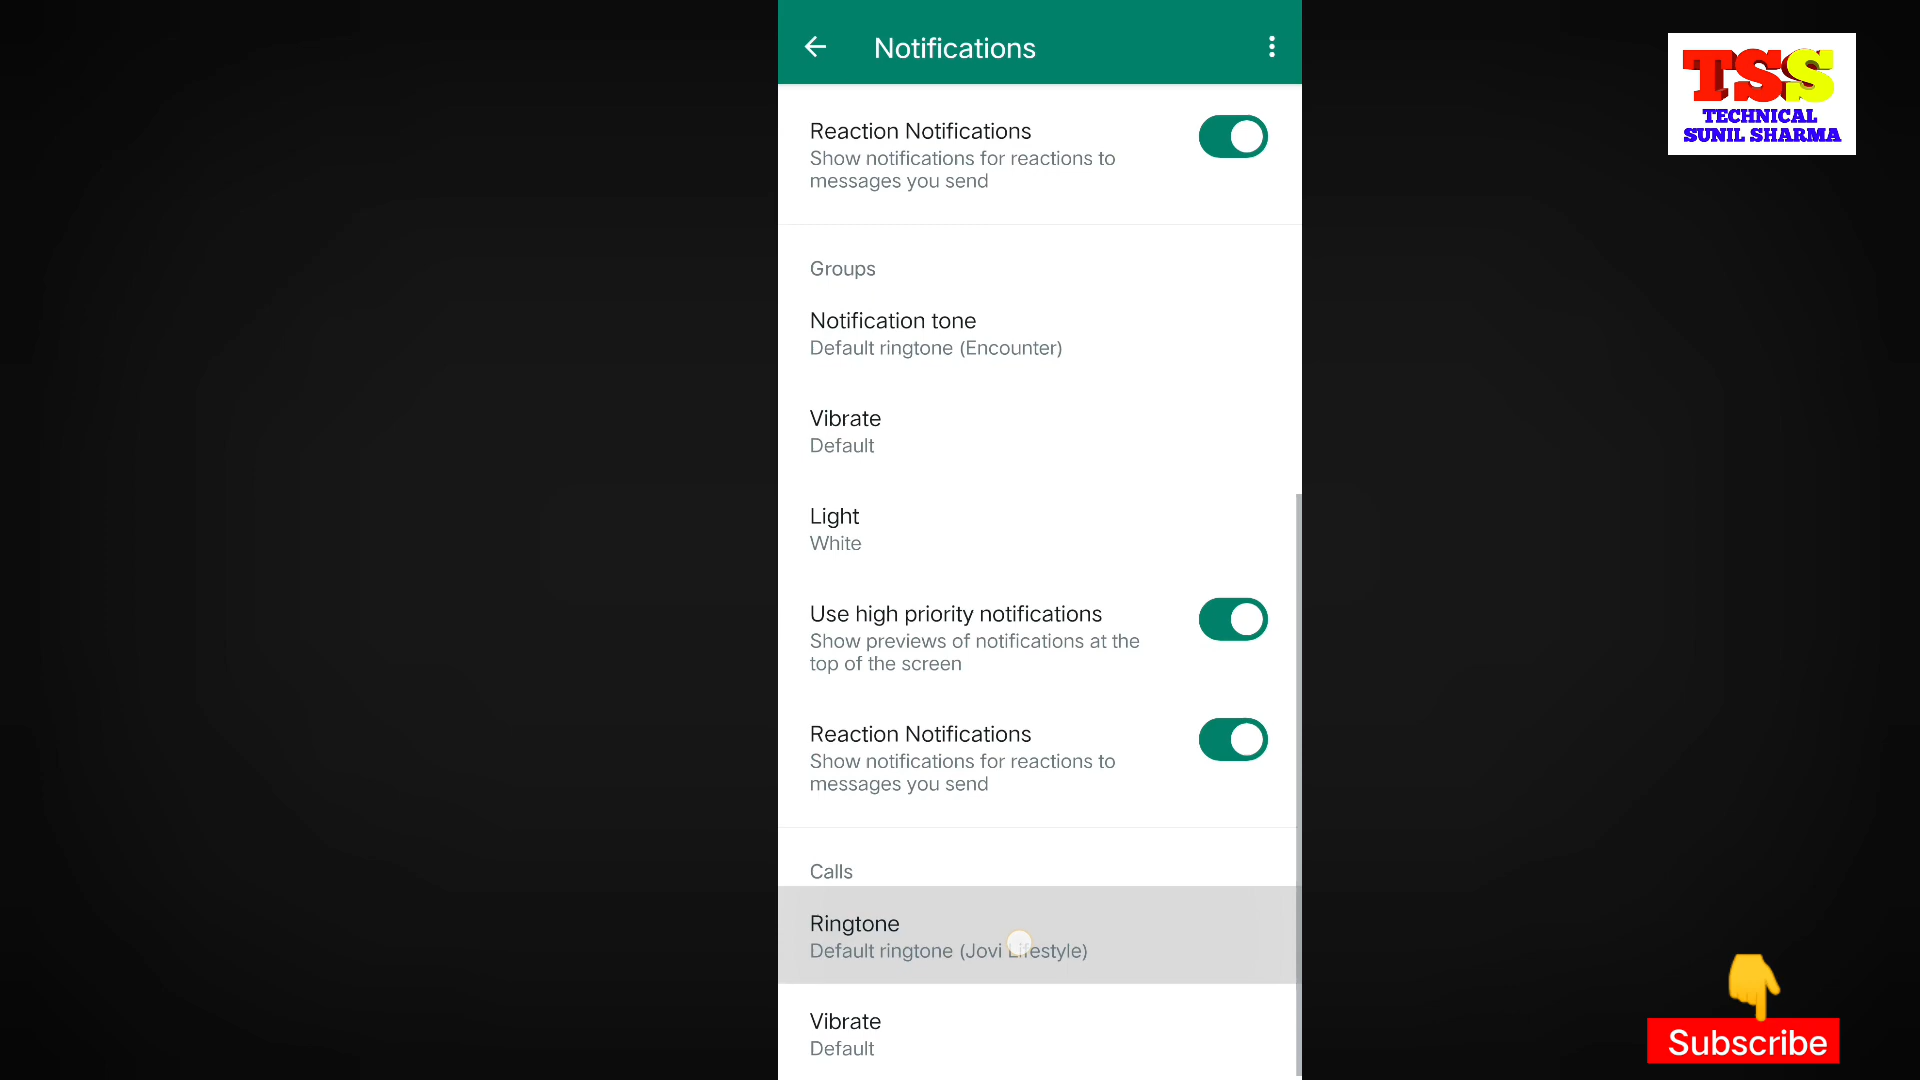 Notifications
TSS
TECHNICAL
SUNIL SHARMA
Reaction Notifications
Show notifications for reactions to
messages you send
Groups
Notification tone
Default ringtone (Encounter)
Vibrate
Default
Light
White
Use high priority notifications
Show previews of notifications at the
top of the screen
Reaction Notifications
Show notifications for reactions to
messages you send
Calls
Ringtone
Default ringtone (Jovi Lifestyle)
Vibrate
Default
Subscribe